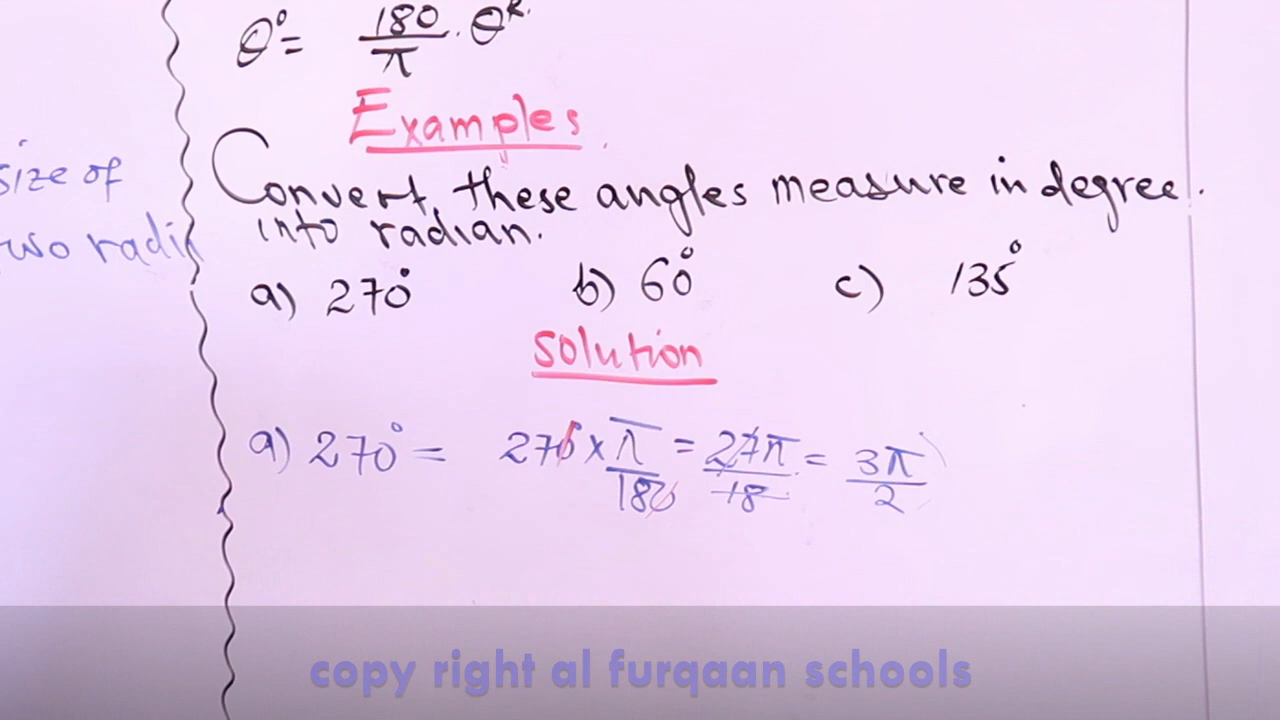 θ° = 180/π · θᴿ
Examples
size of
Convert these angles measure in degree.
two radii
into radian.
a) 270° b) 60° c) 135°
Solution
a) 270° = 270 × π/180 = 27π/18 = 3π/2
copy right al furqaan schools